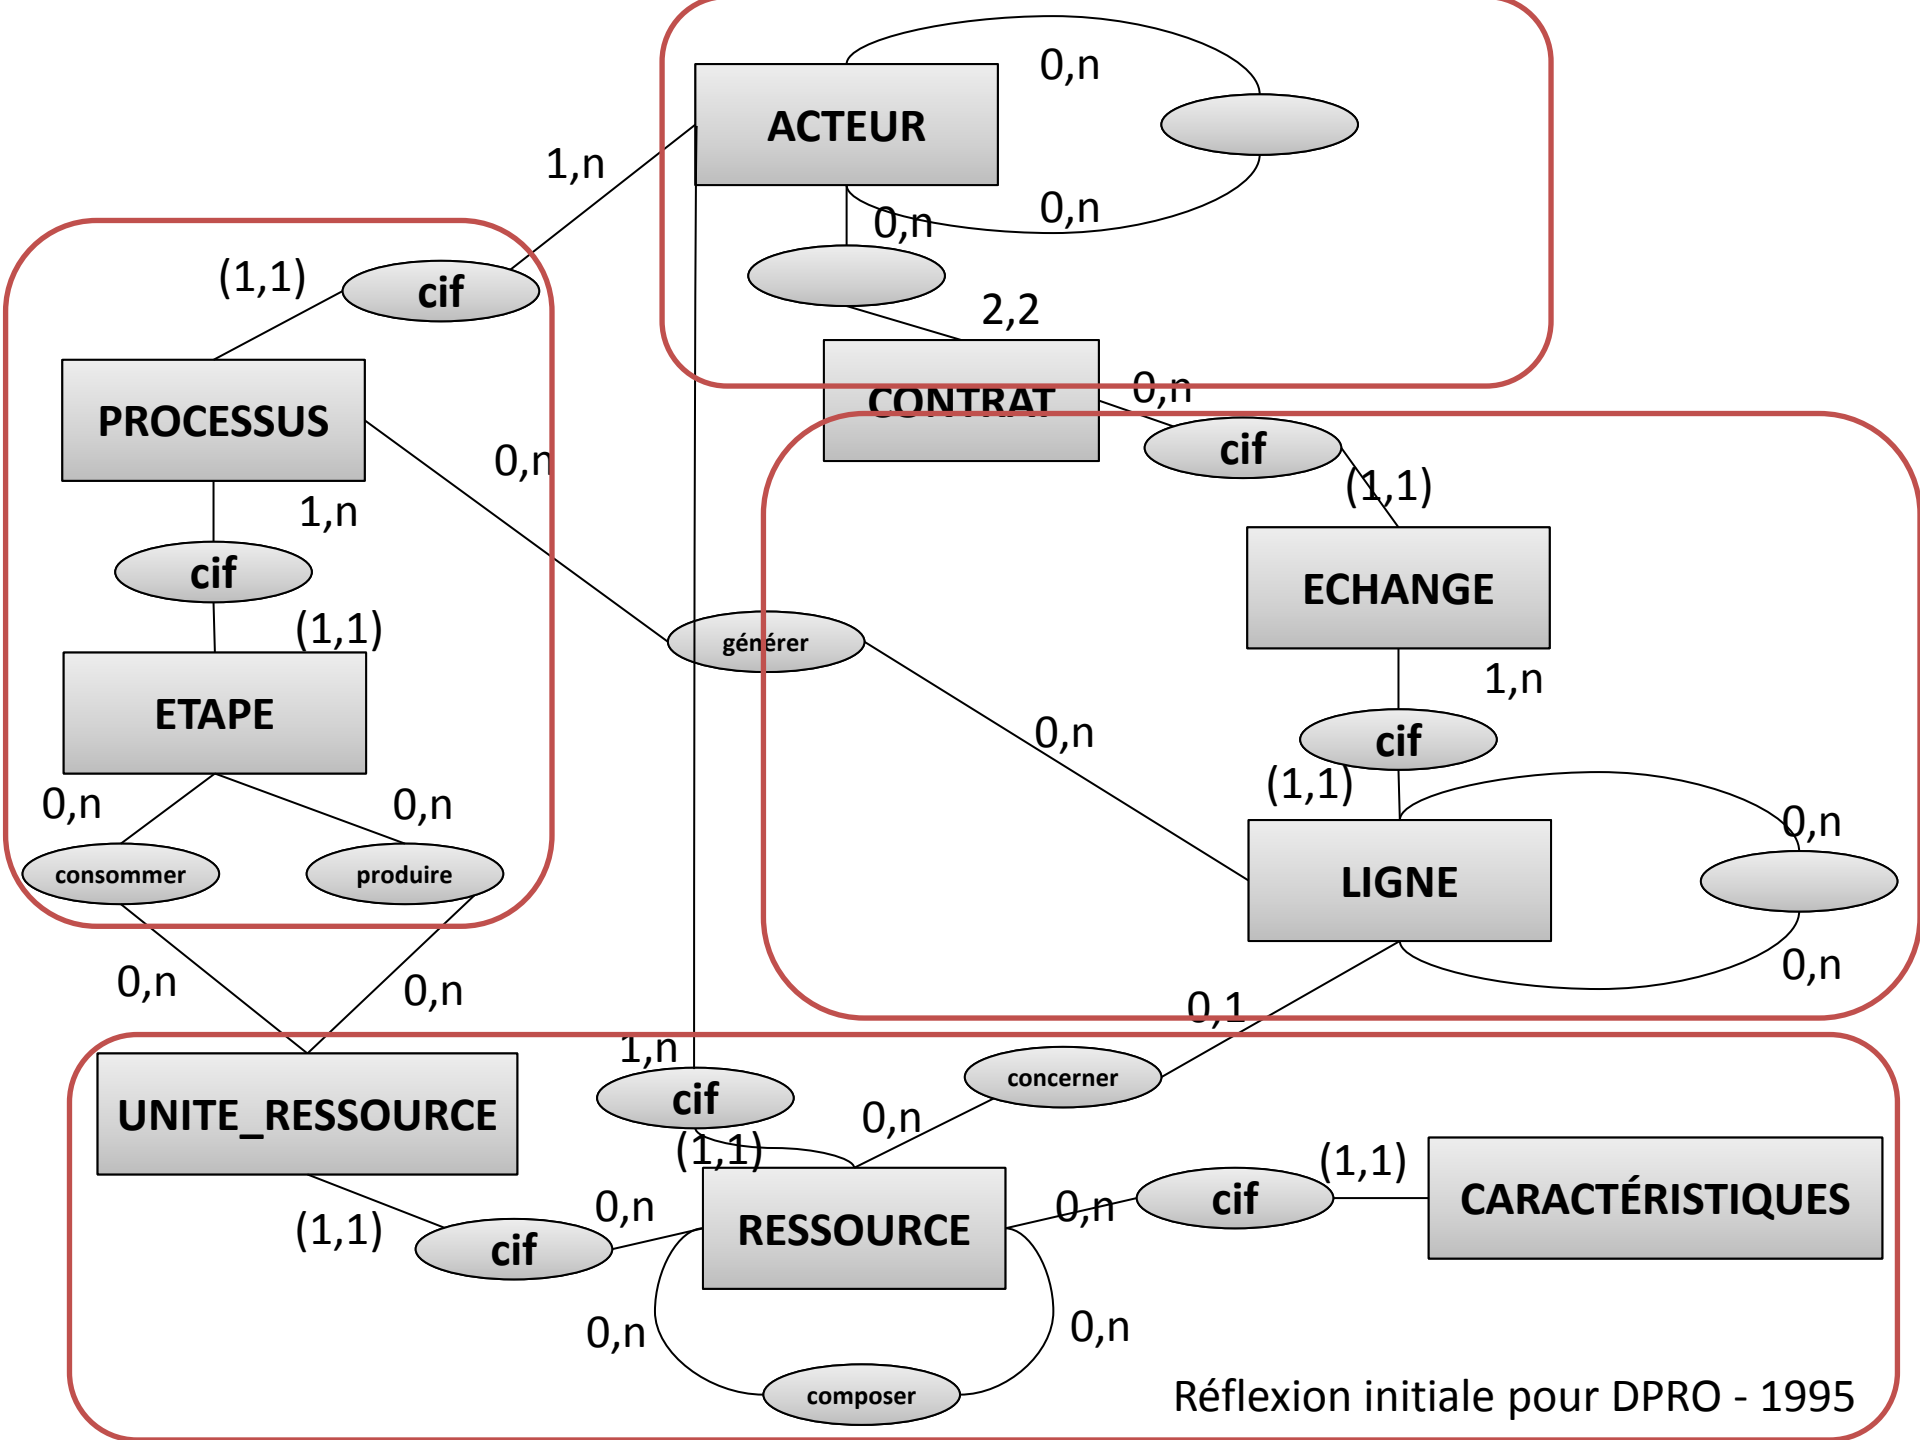 0,n
ACTEUR
1,n
0,n
0,n
(1,1)
cif
2,2
PROCESSUS
CONTRAT
0,n
cif
0,n
(1,1)
1,n
cif
ECHANGE
(1,1)
générer
1,n
ETAPE
0,n
cif
(1,1)
0,n
0,n
0,n
consommer
produire
LIGNE
0,n
0,n
0,n
0,1
1,n
concerner
UNITE_RESSOURCE
cif
0,n
(1,1)
(1,1)
(1,1)
0,n
0,n
cif
CARACTÉRISTIQUES
cif
RESSOURCE
0,n
0,n
composer
Réflexion initiale pour DPRO - 1995